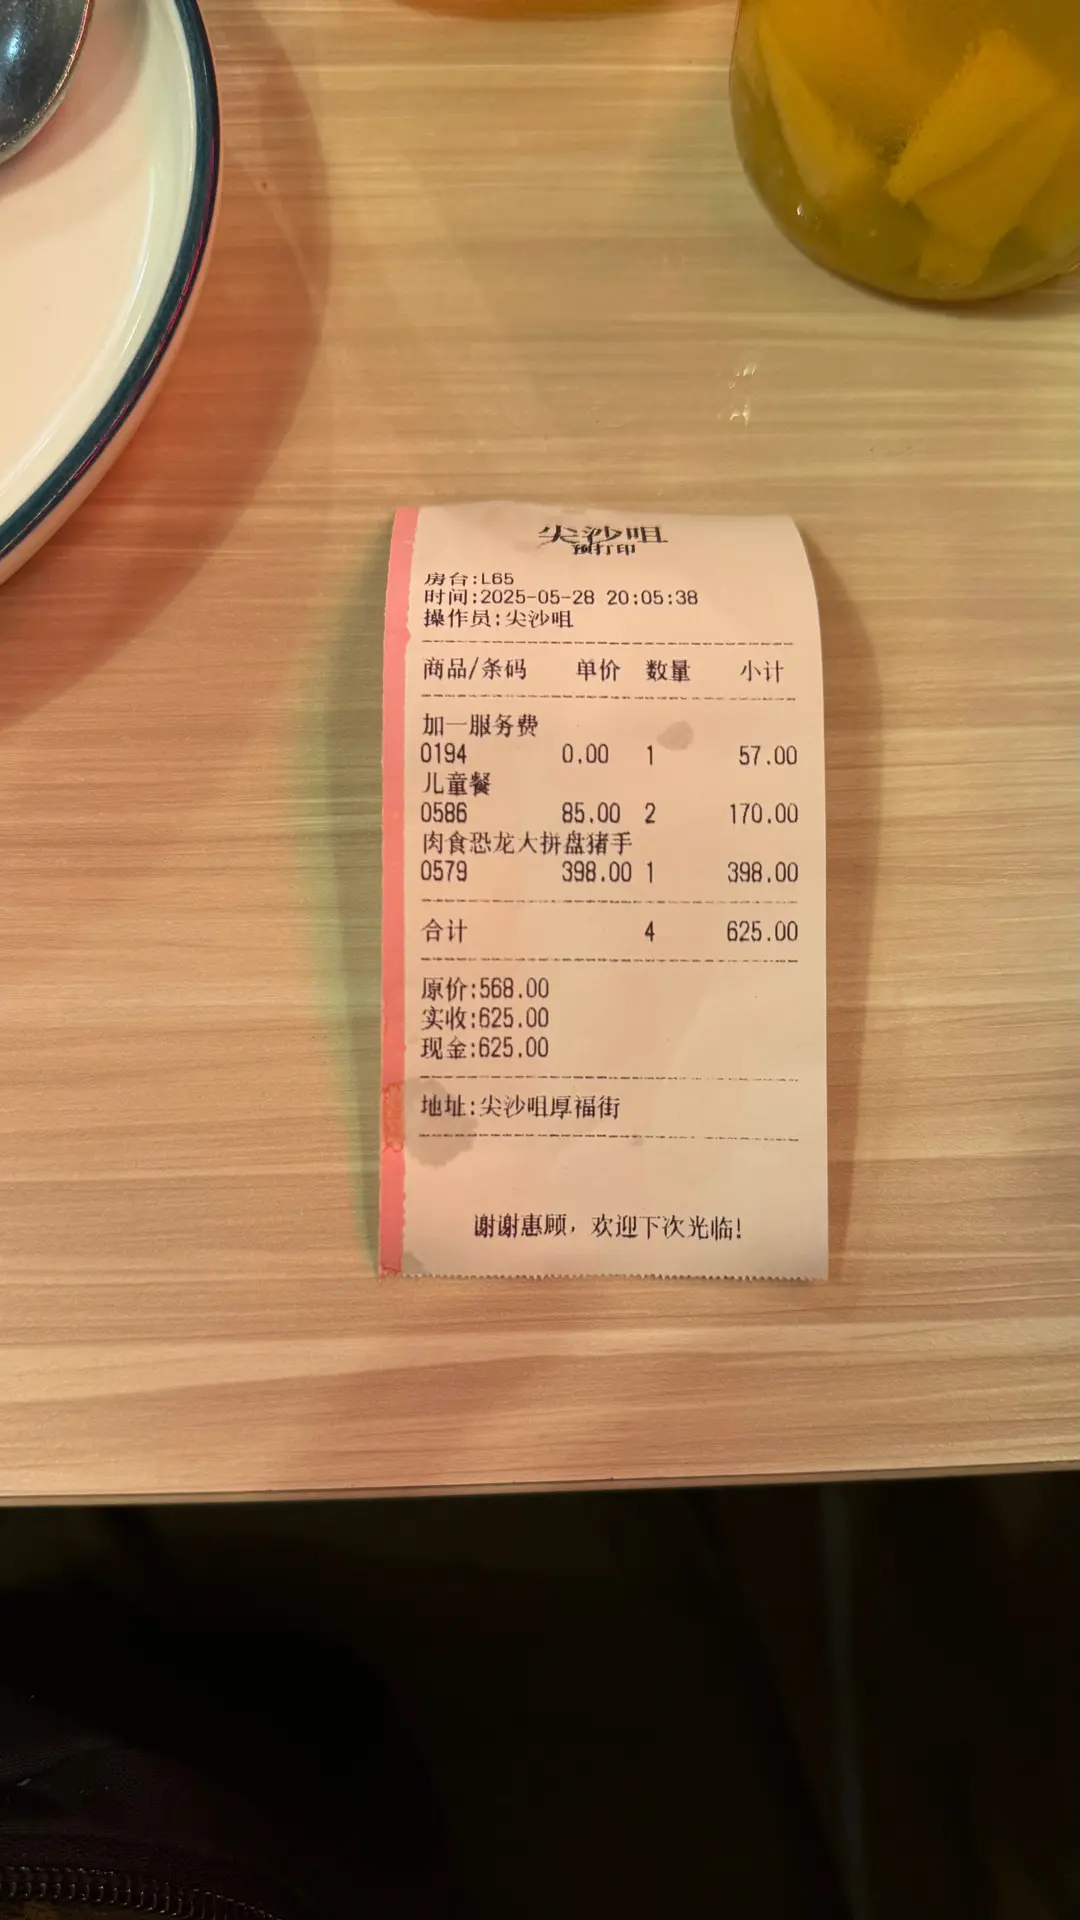 尖沙咀
预打印
房台:L65
时间:2025-05-28 20:05:38
操作员:尖沙咀
商品/条码 单价 数量 小计
加一服务费
0194 0.00 1 57.00
儿童餐
0586 85.00 2 170.00
肉食恐龙大拼盘猪手
0579 398.00 1 398.00
合计 4 625.00
原价:568.00
实收:625.00
现金:625.00
地址:尖沙咀厚福街
谢谢惠顾，欢迎下次光临!